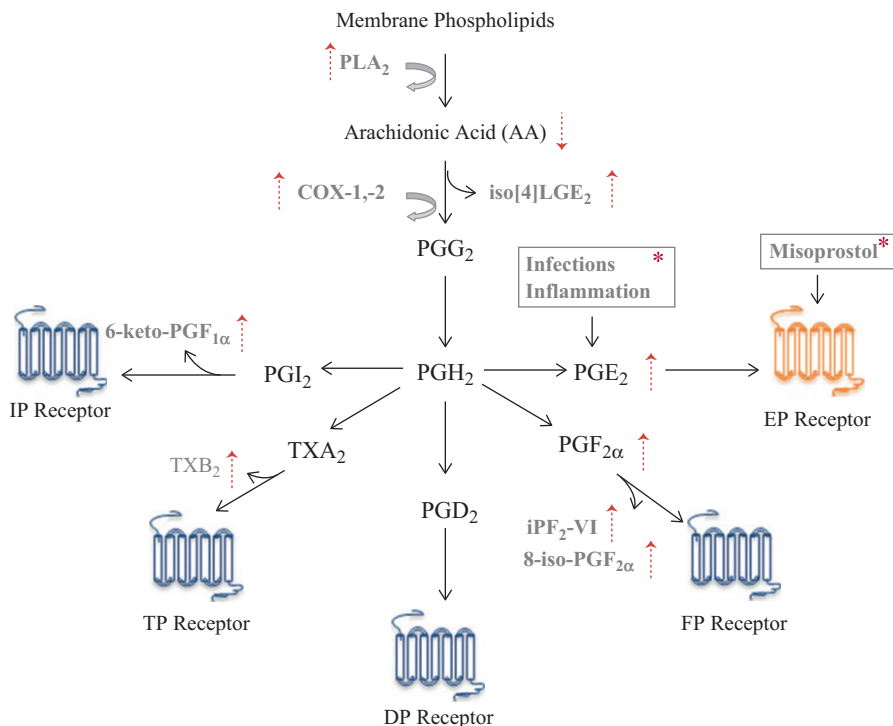 Membrane Phospholipids
PLA₂
Arachidonic Acid (AA)
COX-1,-2
iso[4]LGE₂
PGG₂
Infections *
Inflammation
Misoprostol *
6-keto-PGF₁α
PGI₂
PGH₂
PGE₂
IP Receptor
EP Receptor
TXB₂
TXA₂
PGF₂α
PGD₂
iPF₂-VI
8-iso-PGF₂α
TP Receptor
FP Receptor
DP Receptor